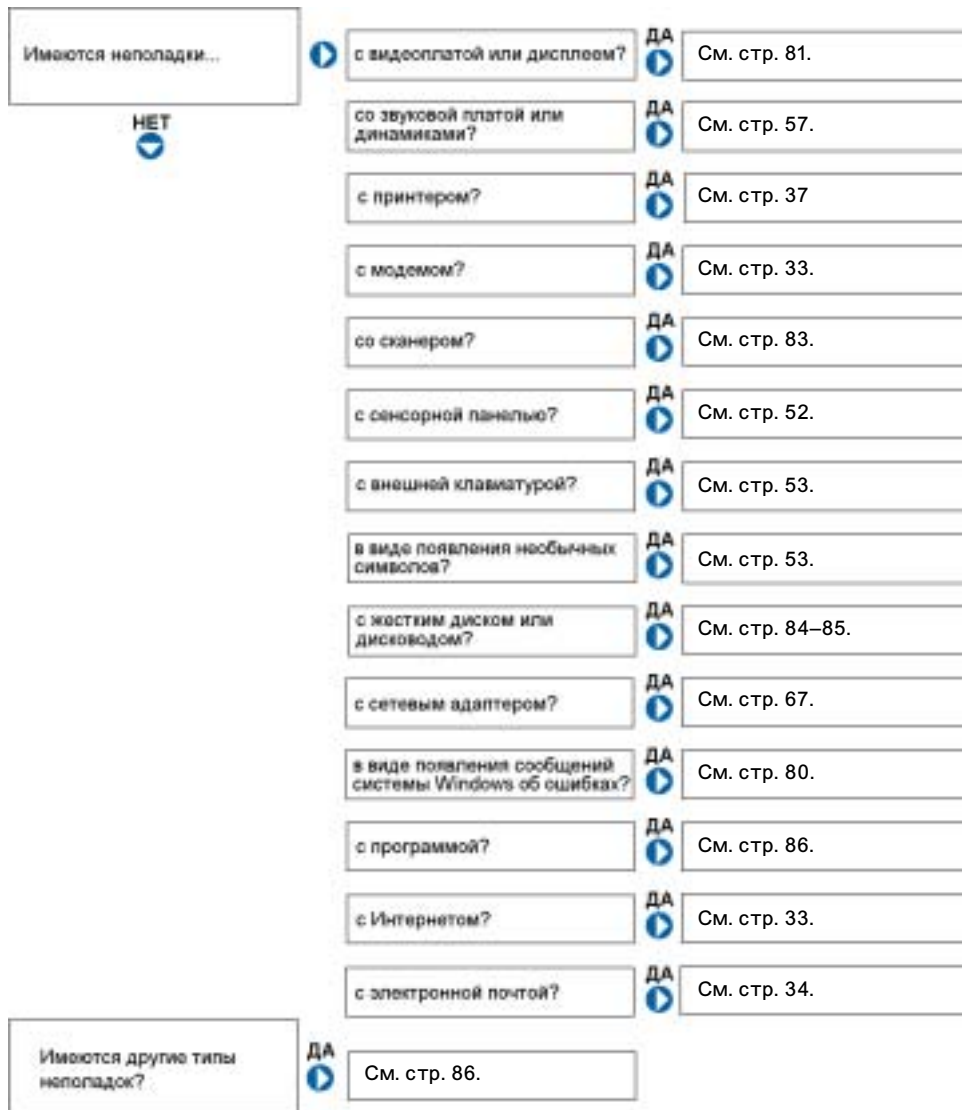 Имеются неполадки...
с видеоплатой или дисплеем?
ДА
См. стр. 81.
НЕТ
со звуковой платой или
динамиками?
ДА
См. стр. 57.
с принтером?
ДА
См. стр. 37
с модемом?
ДА
См. стр. 33.
со сканером?
ДА
См. стр. 83.
с сенсорной панелью?
ДА
См. стр. 52.
с внешней клавиатурой?
ДА
См. стр. 53.
в виде появления необычных
символов?
ДА
См. стр. 53.
с жестким диском или
дисководом?
ДА
См. стр. 84–85.
с сетевым адаптером?
ДА
См. стр. 67.
в виде появления сообщений
системы Windows об ошибках?
ДА
См. стр. 80.
с программой?
ДА
См. стр. 86.
с Интернетом?
ДА
См. стр. 33.
с электронной почтой?
ДА
См. стр. 34.
Имеются другие типы
неполадок?
ДА
См. стр. 86.